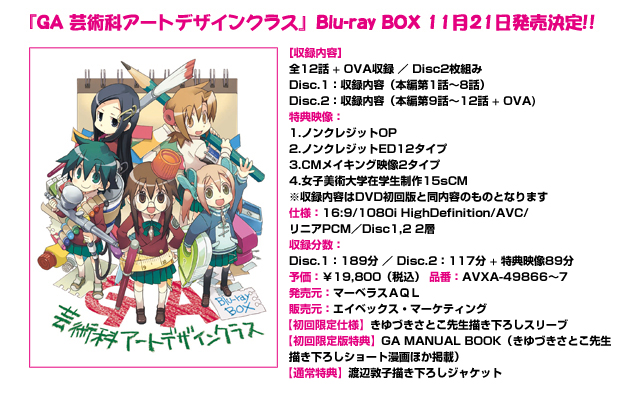 『GA 芸術科アートデザインクラス』 Blu-ray BOX 11月21日発売決定!!
【収録内容】
全12話 + OVA収録 ／ Disc2枚組み
Disc.1：収録内容（本編第1話〜8話）
Disc.2：収録内容（本編第9話〜12話 + OVA）
特典映像：
1.ノンクレジットOP
2.ノンクレジットED12タイプ
3.CMメイキング映像2タイプ
4.女子美術大学在学生制作15sCM
※収録内容はDVD初回版と同内容のものとなります
仕様：16:9/1080i HighDefinition/AVC/
リニアPCM／Disc1,2 2層
収録分数：
Disc.1：189分 ／ Disc.2：117分 + 特典映像89分
予価：￥19,800（税込） 品番：AVXA-49866〜7
発売元：マーベラスＡＱＬ
販売元：エイベックス・マーケティング
【初回限定仕様】きゆづきさとこ先生描き下ろしスリーブ
【初回限定版特典】GA MANUAL BOOK（きゆづきさとこ先生
描き下ろしショート漫画ほか掲載）
【通常特典】渡辺敦子描き下ろしジャケット
GA
Blu-ray
BOX
芸術科アートデザインクラス